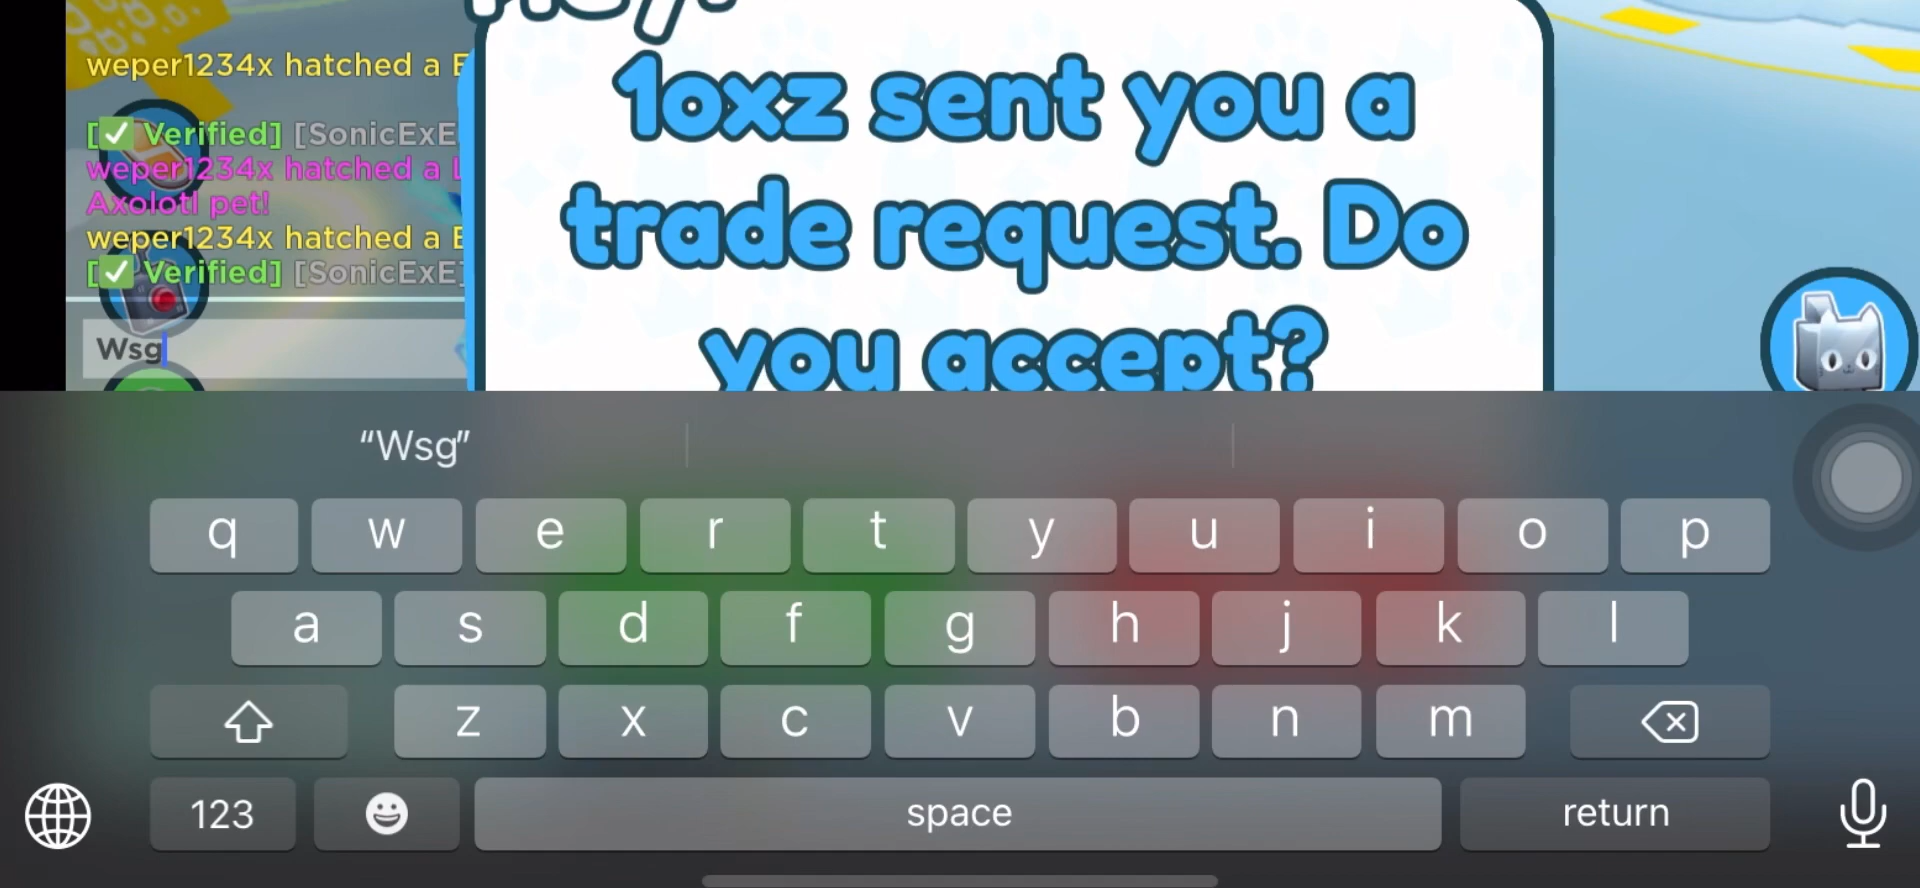 weper1234x hatched a
[✅ Verified] [SonicExE
weper1234x hatched a
Axolotl pet!
weper1234x hatched a
[✅ Verified] [SonicExE]
Wsg
1oxz sent you a
trade request. Do
you accept?
“Wsg”
q w e r t y u i o p
a s d f g h j k l
z x c v b n m
123 space return